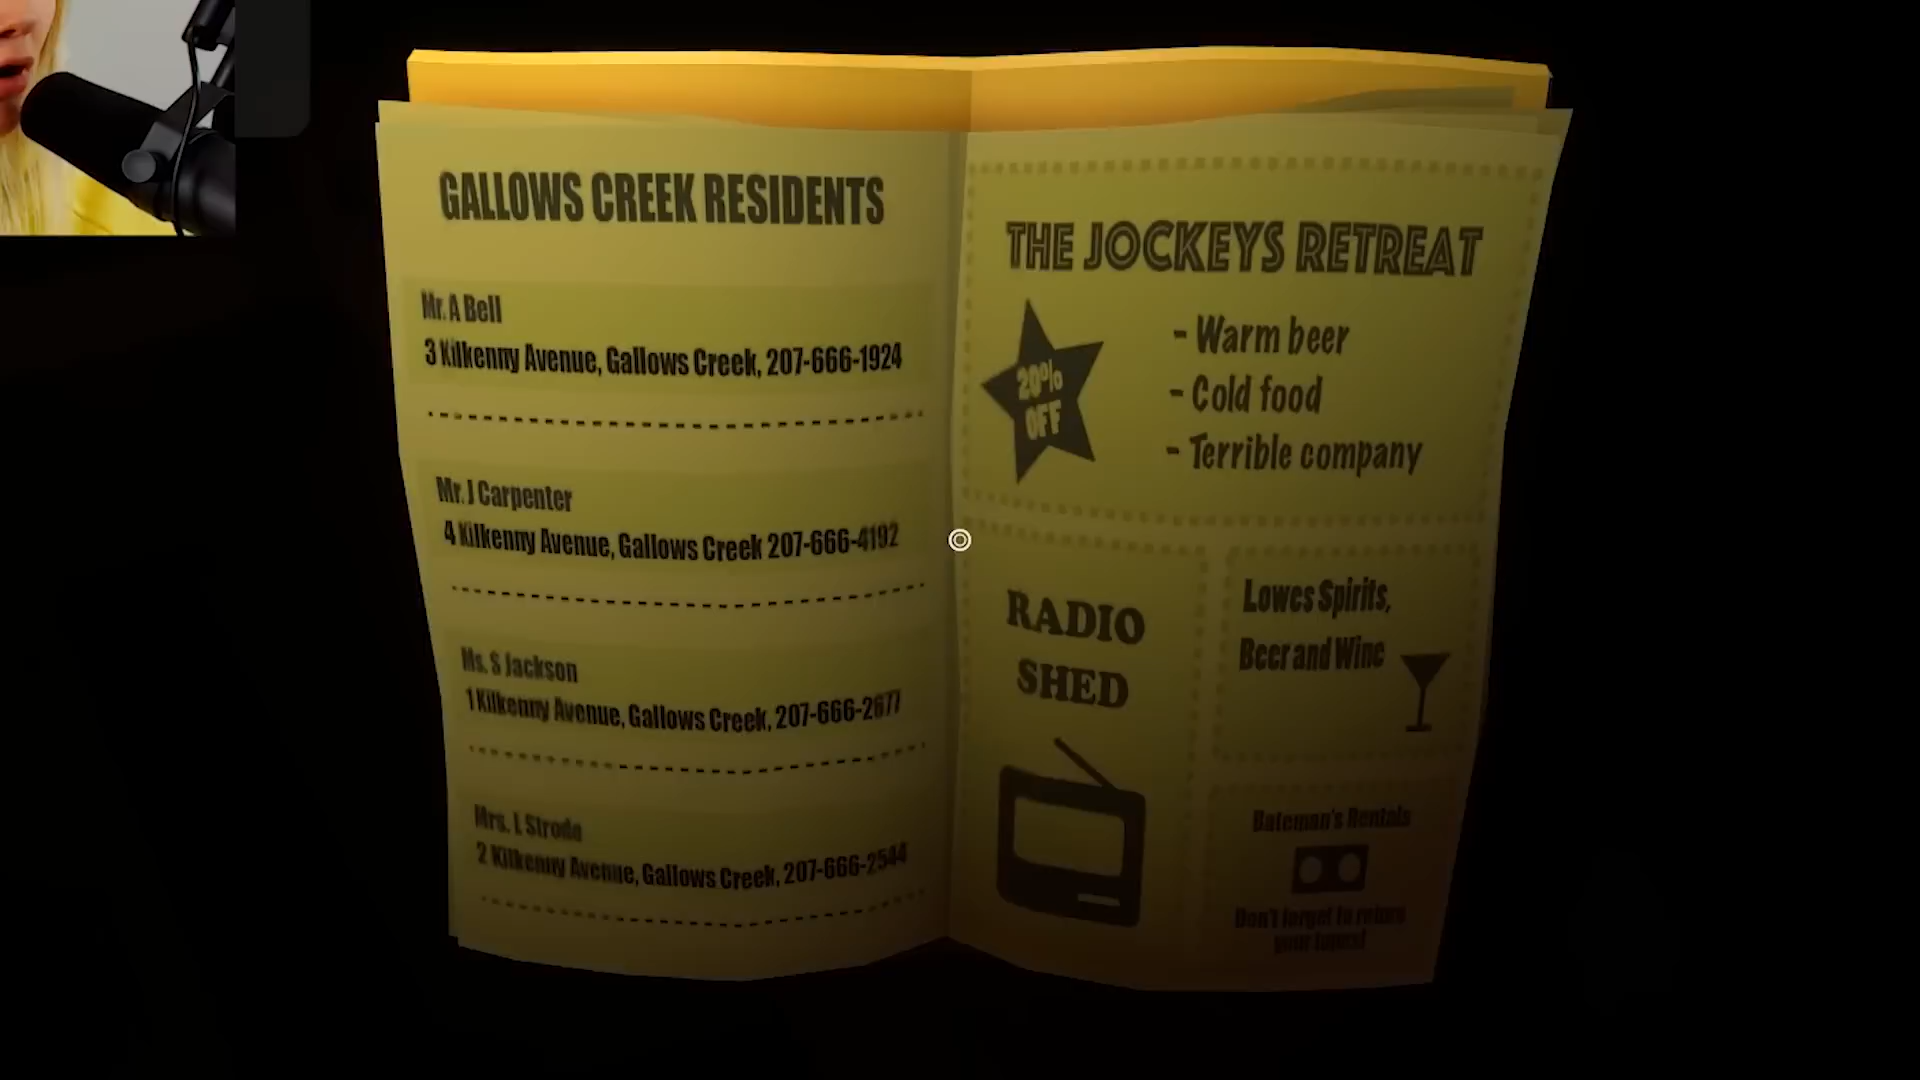 GALLOWS CREEK RESIDENTS
Mr. A Bell
3 Kilkenny Avenue, Gallows Creek, 207-666-1924
Mr. J Carpenter
4 Kilkenny Avenue, Gallows Creek 207-666-4192
Ms. S Jackson
1 Kilkenny Avenue, Gallows Creek, 207-666-2677
Mrs. L Strode
2 Kilkenny Avenue, Gallows Creek, 207-666-2544
THE JOCKEYS RETREAT
20%
OFF
- Warm beer
- Cold food
- Terrible company
RADIO
SHED
Lowes Spirits,
Beer and Wine
Bateman's Rentals
Don't forget to return
your tapes!